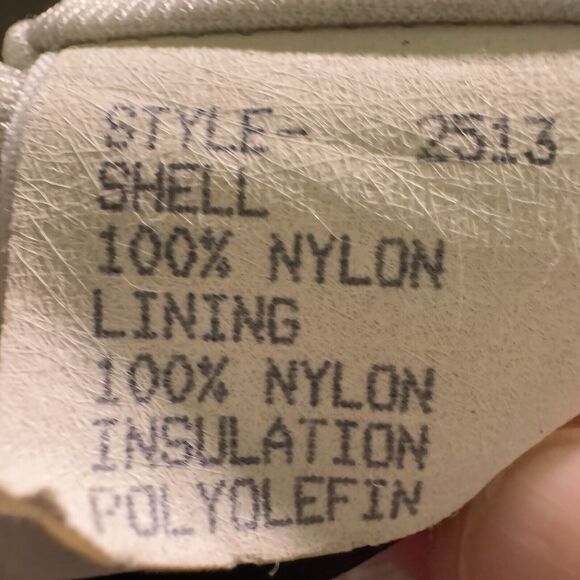 STYLE- 2513
SHELL
100% NYLON
LINING
100% NYLON
INSULATION
POLYOLEFIN